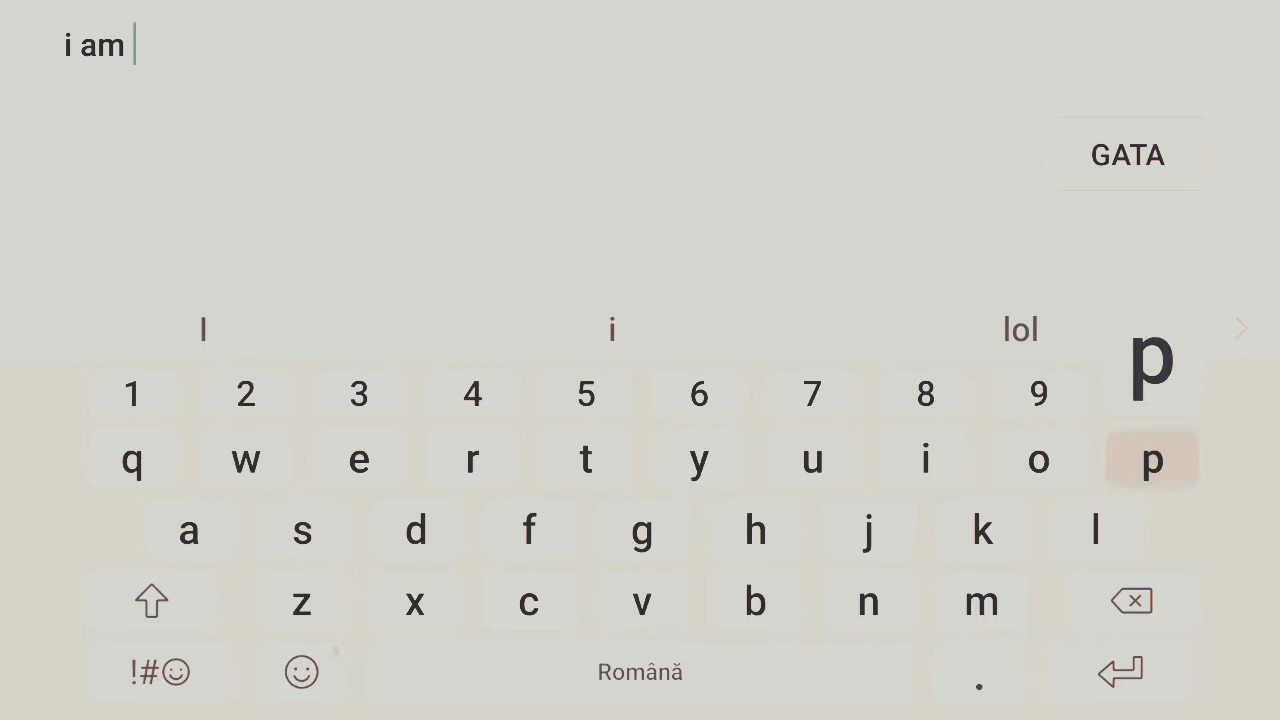 i am
GATA
I i lol
p
1 2 3 4 5 6 7 8 9
q w e r t y u i o p
a s d f g h j k l
z x c v b n m
!#☺ Română .